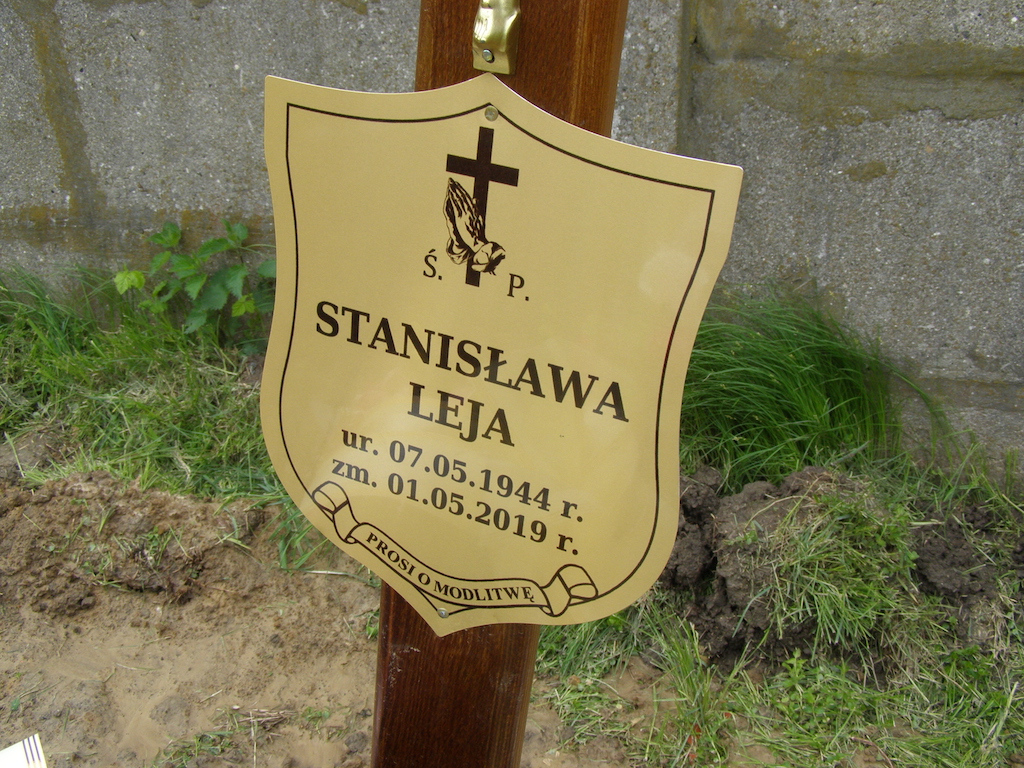 Ś. P.
STANISŁAWA
LEJA
ur. 07.05.1944 r.
zm. 01.05.2019 r.
PROSI O MODLITWĘ